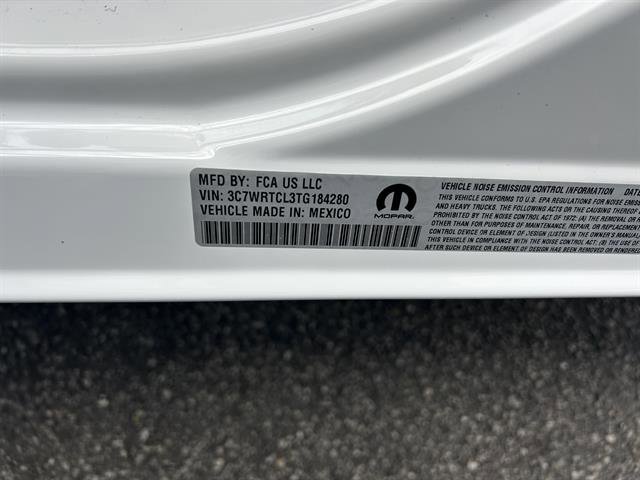 MFD BY: FCA US LLC
VIN: 3C7WRTCL3TG184280
VEHICLE MADE IN: MEXICO
MOPAR
VEHICLE NOISE EMISSION CONTROL INFORMATION DAT
THIS VEHICLE CONFORMS TO U.S. EPA REGULATIONS FOR NOISE EMISS
AND HEAVY TRUCKS. THE FOLLOWING ACTS OR THE CAUSING THEREOF
BY THE NOISE CONTROL ACT OF 1972: (A) THE REMOVAL OR RE
OTHER THAN FOR PURPOSES OF MAINTENANCE, REPAIR, OR REPLACEMENT
CONTROL DEVICE OR ELEMENT OF DESIGN (LISTED IN THE OWNER'S MANUAL
THIS VEHICLE IN COMPLIANCE WITH THE NOISE CONTROL ACT; (B) THE USE OF
AFTER SUCH DEVICE OR ELEMENT OF DESIGN HAS BEEN REMOVED OR RENDERE